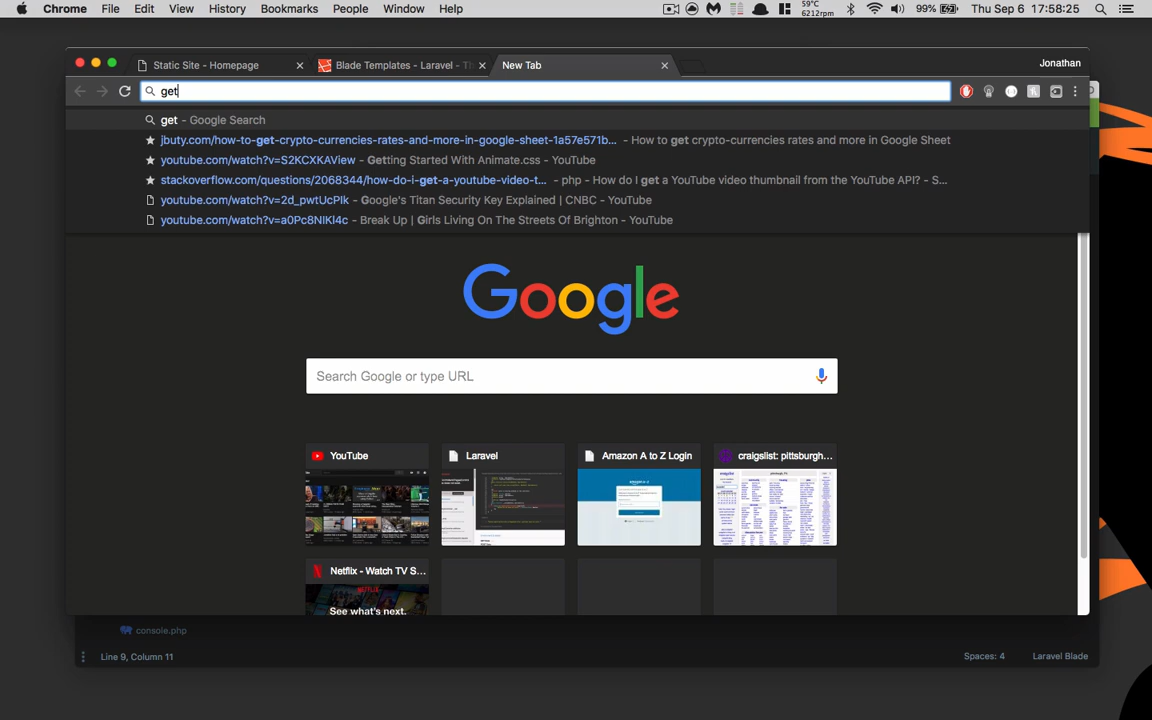 Chrome File Edit View History Bookmarks People Window Help 59°C 6212rpm 99% Thu Sep 6 17:58:25
Static Site - Homepage Blade Templates - Laravel - Th New Tab Jonathan
get
get - Google Search
jbuty.com/how-to-get-crypto-currencies-rates-and-more-in-google-sheet-1a57e571b... - How to get crypto-currencies rates and more in Google Sheet
youtube.com/watch?v=S2KCXKAView - Getting Started With Animate.css - YouTube
stackoverflow.com/questions/2068344/how-do-i-get-a-youtube-video-t... - php - How do I get a YouTube video thumbnail from the YouTube API? - S...
youtube.com/watch?v=2d_pwtUcPIk - Google's Titan Security Key Explained | CNBC - YouTube
youtube.com/watch?v=a0Pc8NIKl4c - Break Up | Girls Living On The Streets Of Brighton - YouTube
Google
Search Google or type URL
YouTube Laravel Amazon A to Z Login craigslist: pittsburgh...
Netflix - Watch TV S...
NETFLIX
See what's next.
console.php
Line 9, Column 11 Spaces: 4 Laravel Blade